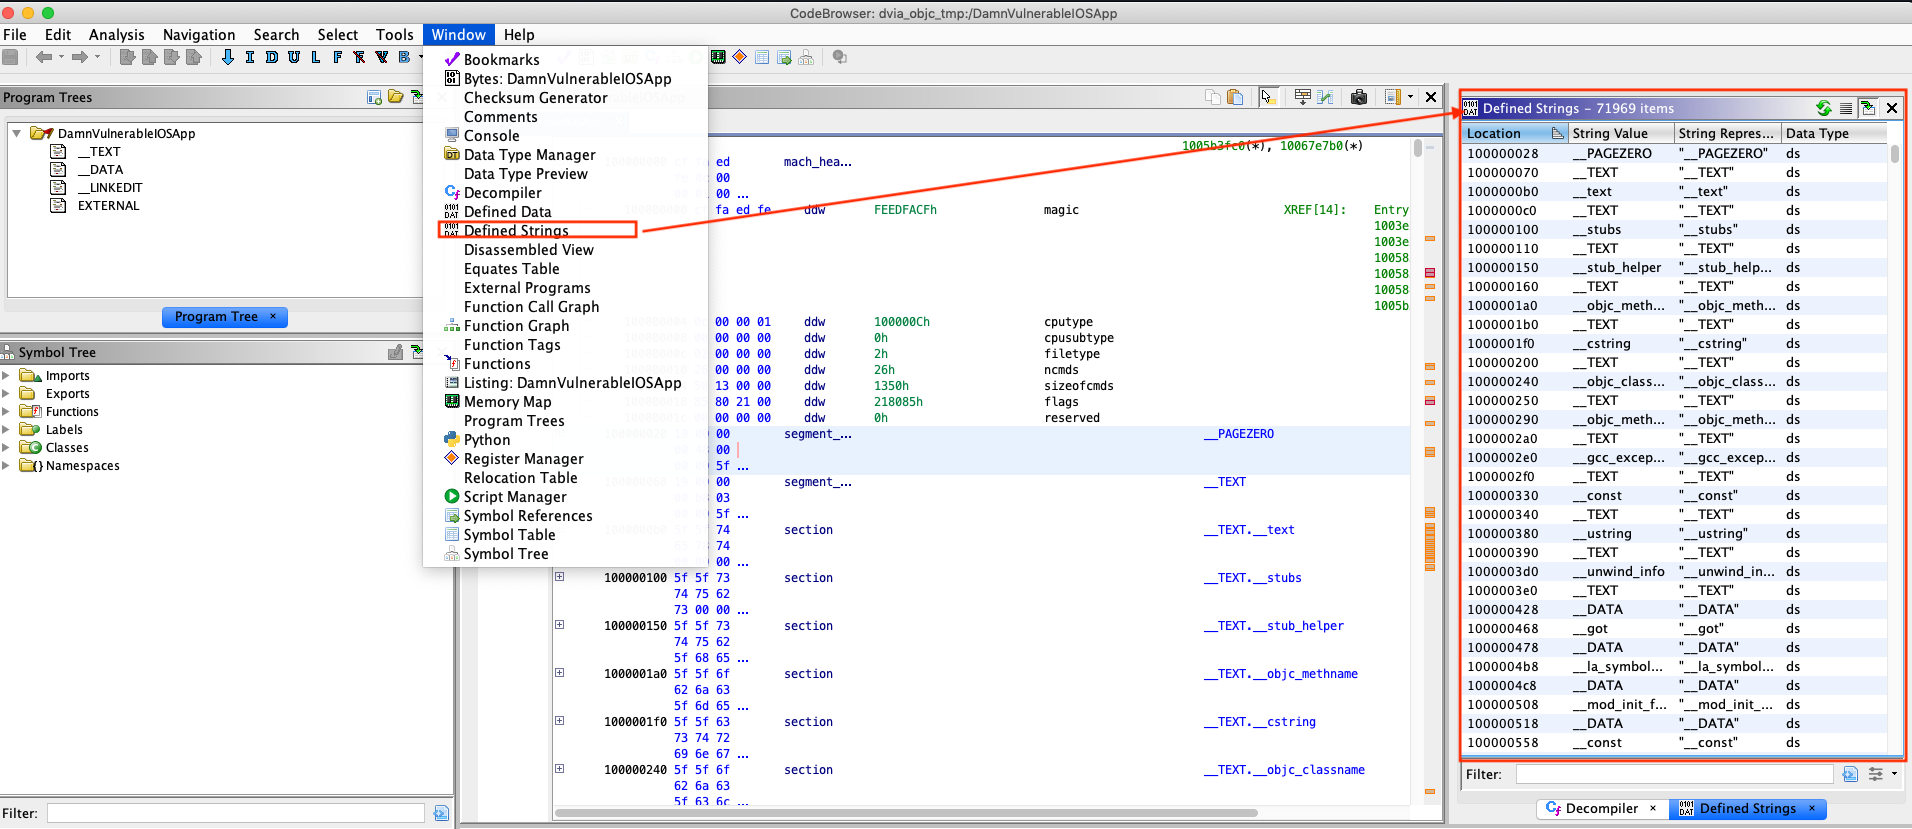 CodeBrowser: dvia_objc_tmp:/DamnVulnerableIOSApp
File Edit Analysis Navigation Search Select Tools Window Help
I D U L F B
Program Trees
DamnVulnerableIOSApp
__TEXT
__DATA
__LINKEDIT
EXTERNAL
Program Tree ×
Symbol Tree
Imports
Exports
Functions
Labels
Classes
Namespaces
Filter:
Bookmarks
Bytes: DamnVulnerableIOSApp
Checksum Generator
Comments
Console
Data Type Manager
Data Type Preview
Decompiler
Defined Data
Defined Strings
Disassembled View
Equates Table
External Programs
Function Call Graph
Function Graph
Function Tags
Functions
Listing: DamnVulnerableIOSApp
Memory Map
Program Trees
Python
Register Manager
Relocation Table
Script Manager
Symbol References
Symbol Table
Symbol Tree
1005b3fc0(*), 10067e7b0(*)
ed mach_hea...
00
00 ...
fa ed fe ddw FEEDFACFh magic XREF[14]: Entry
1003e
1003e
10058
10058
10058
1005b
00 00 01 ddw 100000Ch cputype
00 00 00 ddw 0h cpusubtype
00 00 00 ddw 2h filetype
00 00 00 ddw 26h ncmds
13 00 00 ddw 1350h sizeofcmds
80 21 00 ddw 218085h flags
00 00 00 ddw 0h reserved
00 segment_... __PAGEZERO
00
5f ...
00 segment_... __TEXT
03
5f ...
74 section __TEXT.__text
74
00 ...
100000100 5f 5f 73 section __TEXT.__stubs
74 75 62
73 00 00 ...
100000150 5f 5f 73 section __TEXT.__stub_helper
74 75 62
5f 68 65 ...
1000001a0 5f 5f 6f section __TEXT.__objc_methname
62 6a 63
5f 6d 65 ...
1000001f0 5f 5f 63 section __TEXT.__cstring
73 74 72
69 6e 67 ...
100000240 5f 5f 6f section __TEXT.__objc_classname
62 6a 63
5f 63 6c ...
Defined Strings – 71969 items
Location String Value String Repres... Data Type
100000028 __PAGEZERO "__PAGEZERO" ds
100000070 __TEXT "__TEXT" ds
1000000b0 __text "__text" ds
1000000c0 __TEXT "__TEXT" ds
100000100 __stubs "__stubs" ds
100000110 __TEXT "__TEXT" ds
100000150 __stub_helper "__stub_help... ds
100000160 __TEXT "__TEXT" ds
1000001a0 __objc_meth... "__objc_meth... ds
1000001b0 __TEXT "__TEXT" ds
1000001f0 __cstring "__cstring" ds
100000200 __TEXT "__TEXT" ds
100000240 __objc_class... "__objc_class... ds
100000250 __TEXT "__TEXT" ds
100000290 __objc_meth... "__objc_meth... ds
1000002a0 __TEXT "__TEXT" ds
1000002e0 __gcc_excep... "__gcc_excep... ds
1000002f0 __TEXT "__TEXT" ds
100000330 __const "__const" ds
100000340 __TEXT "__TEXT" ds
100000380 __ustring "__ustring" ds
100000390 __TEXT "__TEXT" ds
1000003d0 __unwind_info "__unwind_in... ds
1000003e0 __TEXT "__TEXT" ds
100000428 __DATA "__DATA" ds
100000468 __got "__got" ds
100000478 __DATA "__DATA" ds
1000004b8 __la_symbol... "__la_symbol... ds
1000004c8 __DATA "__DATA" ds
100000508 __mod_init_f... "__mod_init_... ds
100000518 __DATA "__DATA" ds
100000558 __const "__const" ds
Filter:
Decompiler × Defined Strings ×